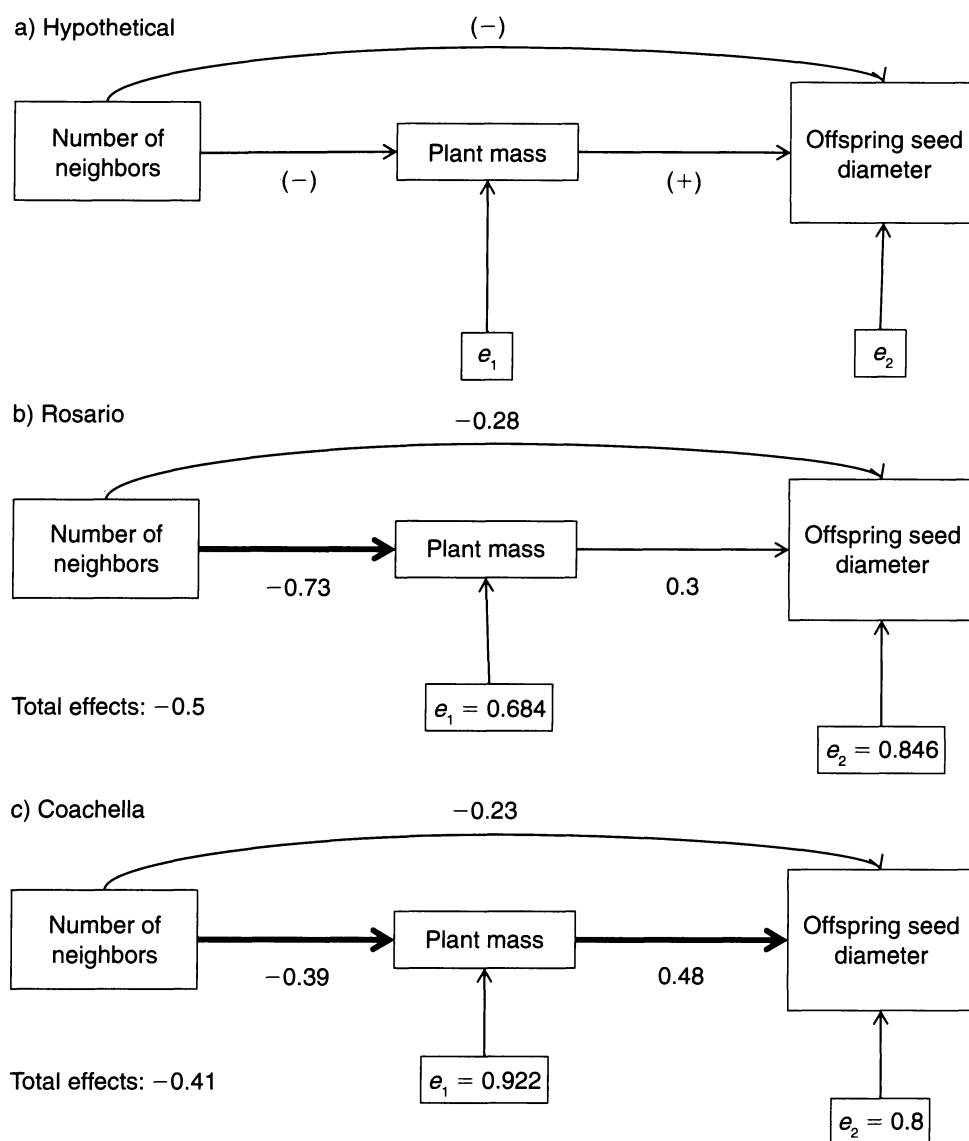 a) Hypothetical
(−)
Number of
neighbors
(−)
Plant mass
(+)
Offspring seed
diameter
e₁
e₂
b) Rosario
−0.28
Number of
neighbors
−0.73
Plant mass
0.3
Offspring seed
diameter
Total effects: −0.5
e₁ = 0.684
e₂ = 0.846
c) Coachella
−0.23
Number of
neighbors
−0.39
Plant mass
0.48
Offspring seed
diameter
Total effects: −0.41
e₁ = 0.922
e₂ = 0.8